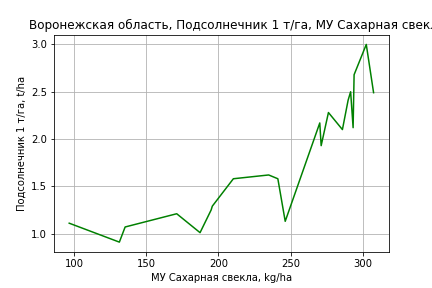 Воронежская область, Подсолнечник 1 т/га, МУ Сахарная свек.
3.0
2.5
2.0
1.5
1.0
Подсолнечник 1 т/га, t/ha
100 150 200 250 300
МУ Сахарная свекла, kg/ha